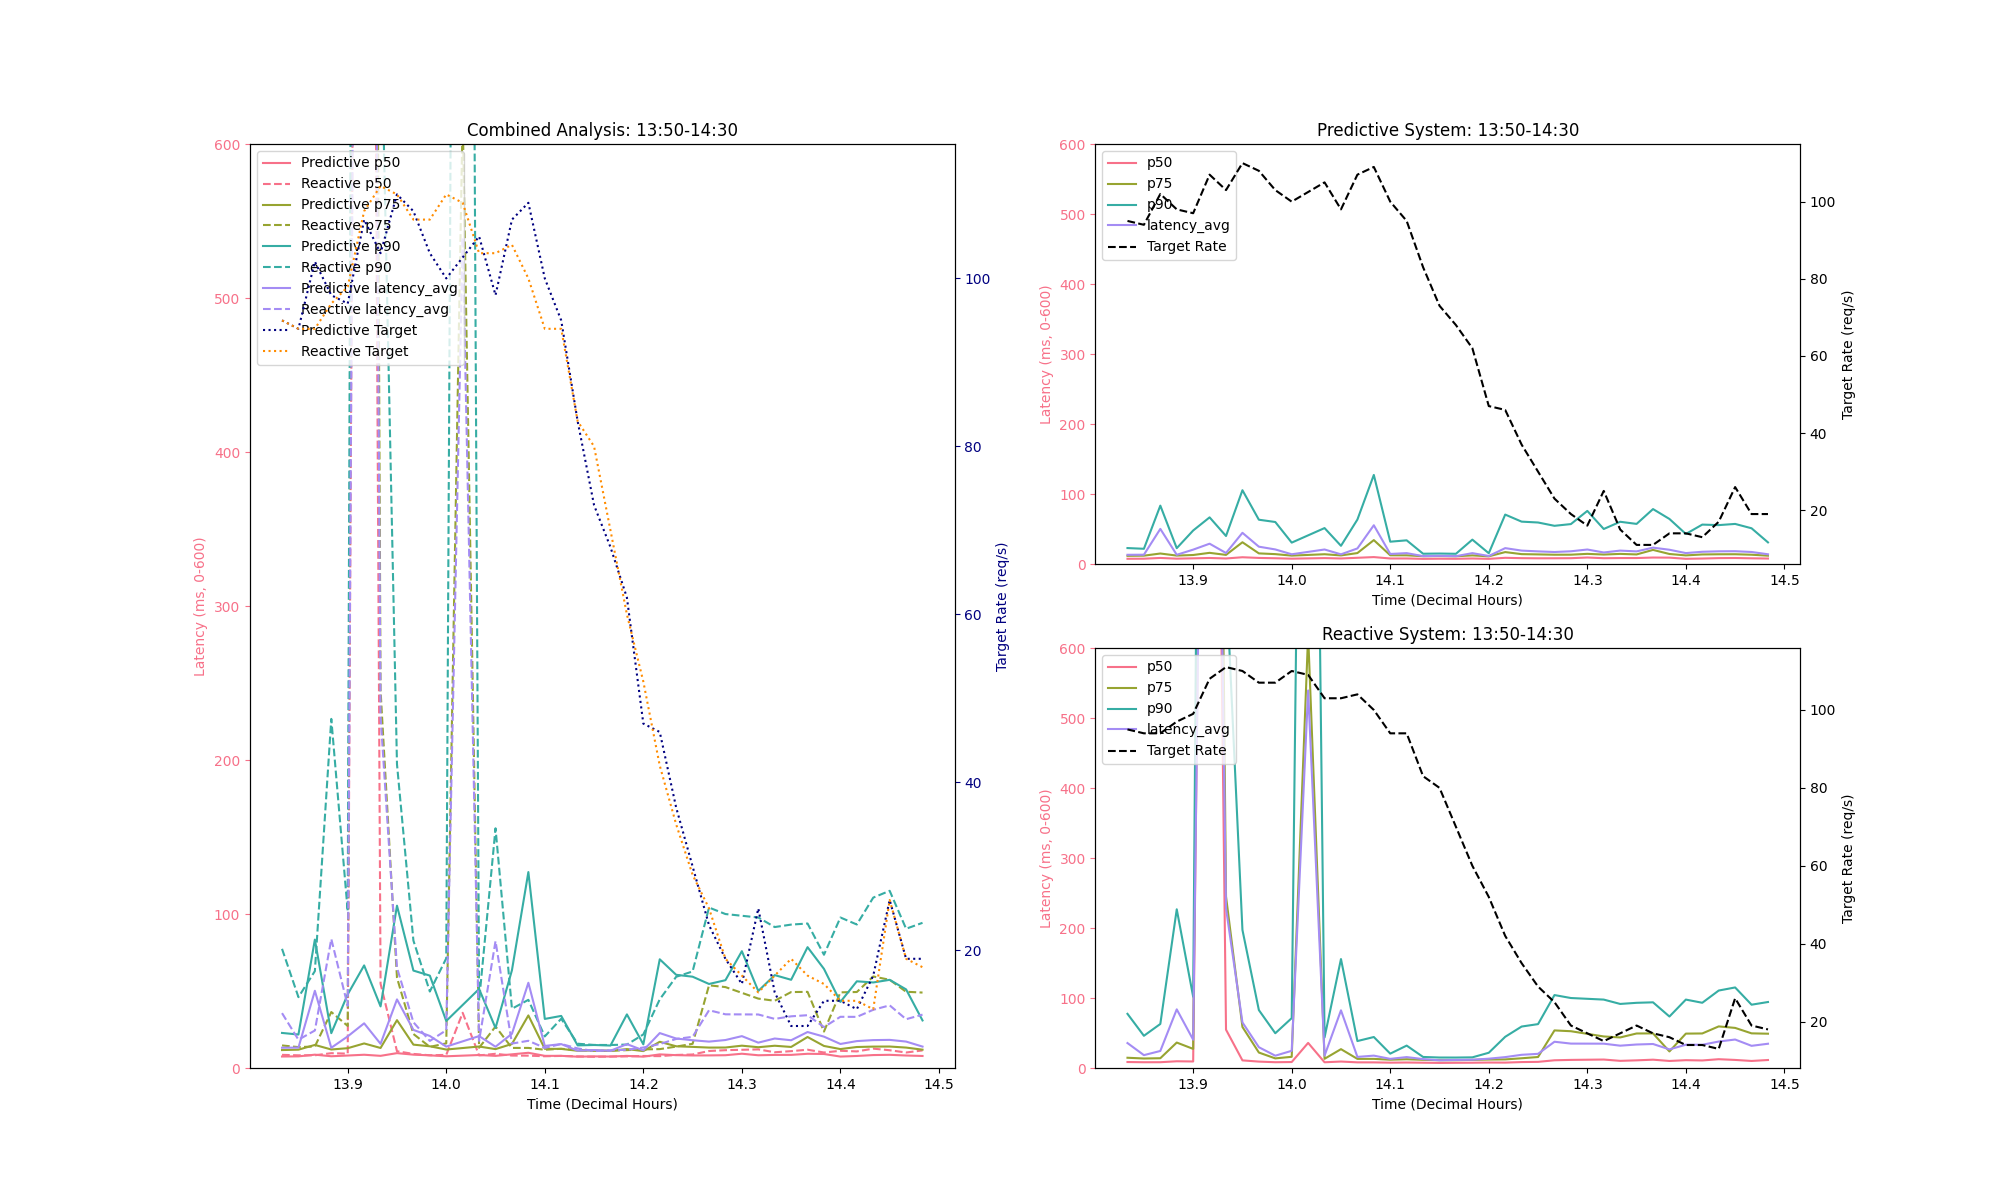 Combined Analysis: 13:50-14:30
Latency (ms, 0-600)
600
500
400
300
200
100
0
Predictive p50
Reactive p50
Predictive p75
Reactive p75
Predictive p90
Reactive p90
Predictive latency_avg
Reactive latency_avg
Predictive Target
Reactive Target
100
80
60
40
20
Target Rate (req/s)
13.9 14.0 14.1 14.2 14.3 14.4 14.5
Time (Decimal Hours)
Predictive System: 13:50-14:30
Latency (ms, 0-600)
600
500
400
300
200
100
0
p50
p75
p90
latency_avg
Target Rate
100
80
60
40
20
Target Rate (req/s)
13.9 14.0 14.1 14.2 14.3 14.4 14.5
Time (Decimal Hours)
Reactive System: 13:50-14:30
Latency (ms, 0-600)
600
500
400
300
200
100
0
p50
p75
p90
latency_avg
Target Rate
100
80
60
40
20
Target Rate (req/s)
13.9 14.0 14.1 14.2 14.3 14.4 14.5
Time (Decimal Hours)